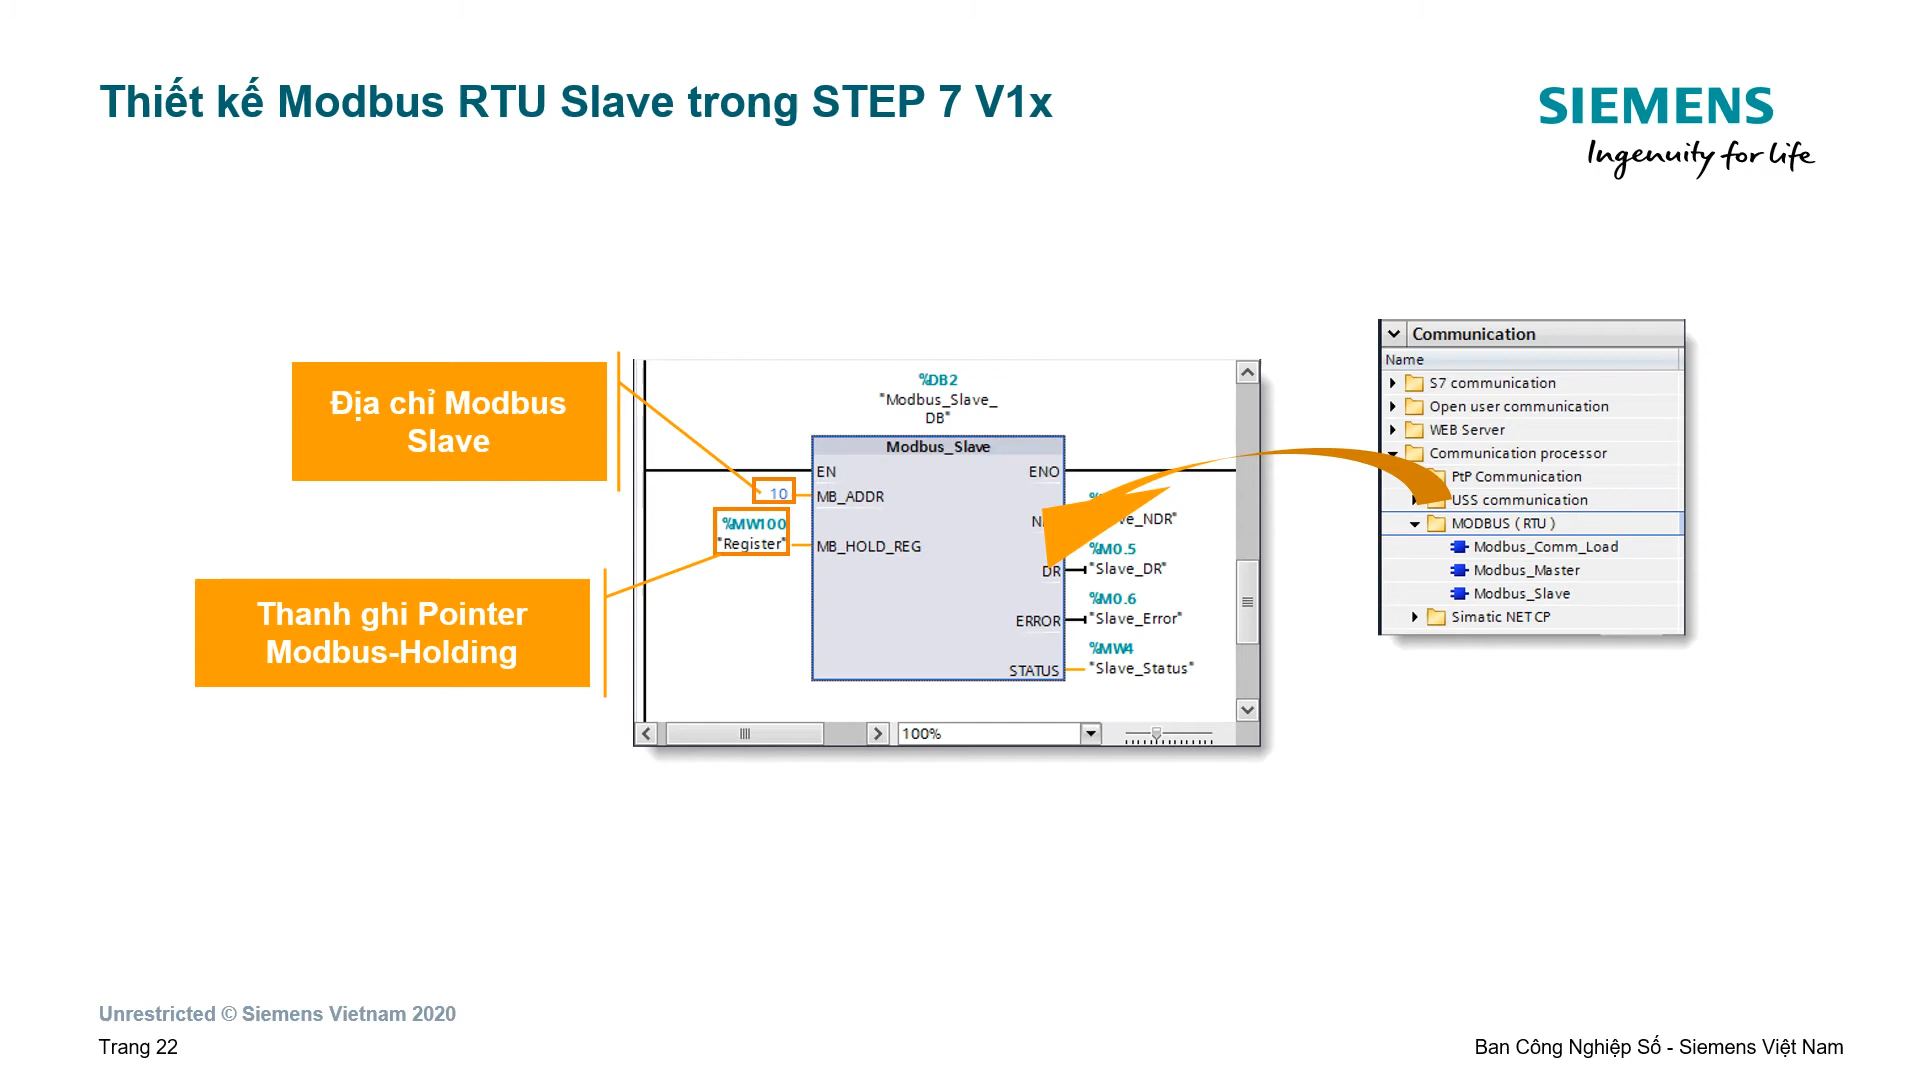 Thiết kế Modbus RTU Slave trong STEP 7 V1x
SIEMENS
Ingenuity for life
Địa chỉ Modbus
Slave
Thanh ghi Pointer
Modbus-Holding
%DB2
"Modbus_Slave_
DB"
Modbus_Slave
EN
ENO
10
MB_ADDR
%MW100
"Register"
MB_HOLD_REG
ve_NDR"
%M0.5
DR
"Slave_DR"
%M0.6
ERROR
"Slave_Error"
%MW4
STATUS
"Slave_Status"
100%
Communication
Name
S7 communication
Open user communication
WEB Server
Communication processor
PtP Communication
USS communication
MODBUS (RTU)
Modbus_Comm_Load
Modbus_Master
Modbus_Slave
Simatic NET CP
Unrestricted © Siemens Vietnam 2020
Trang 22
Ban Công Nghiệp Số - Siemens Việt Nam